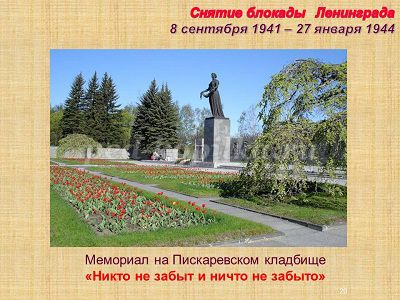 Снятие блокады Ленинграда
8 сентября 1941 – 27 января 1944
Мемориал на Пискаревском кладбище
«Никто не забыт и ничто не забыто»